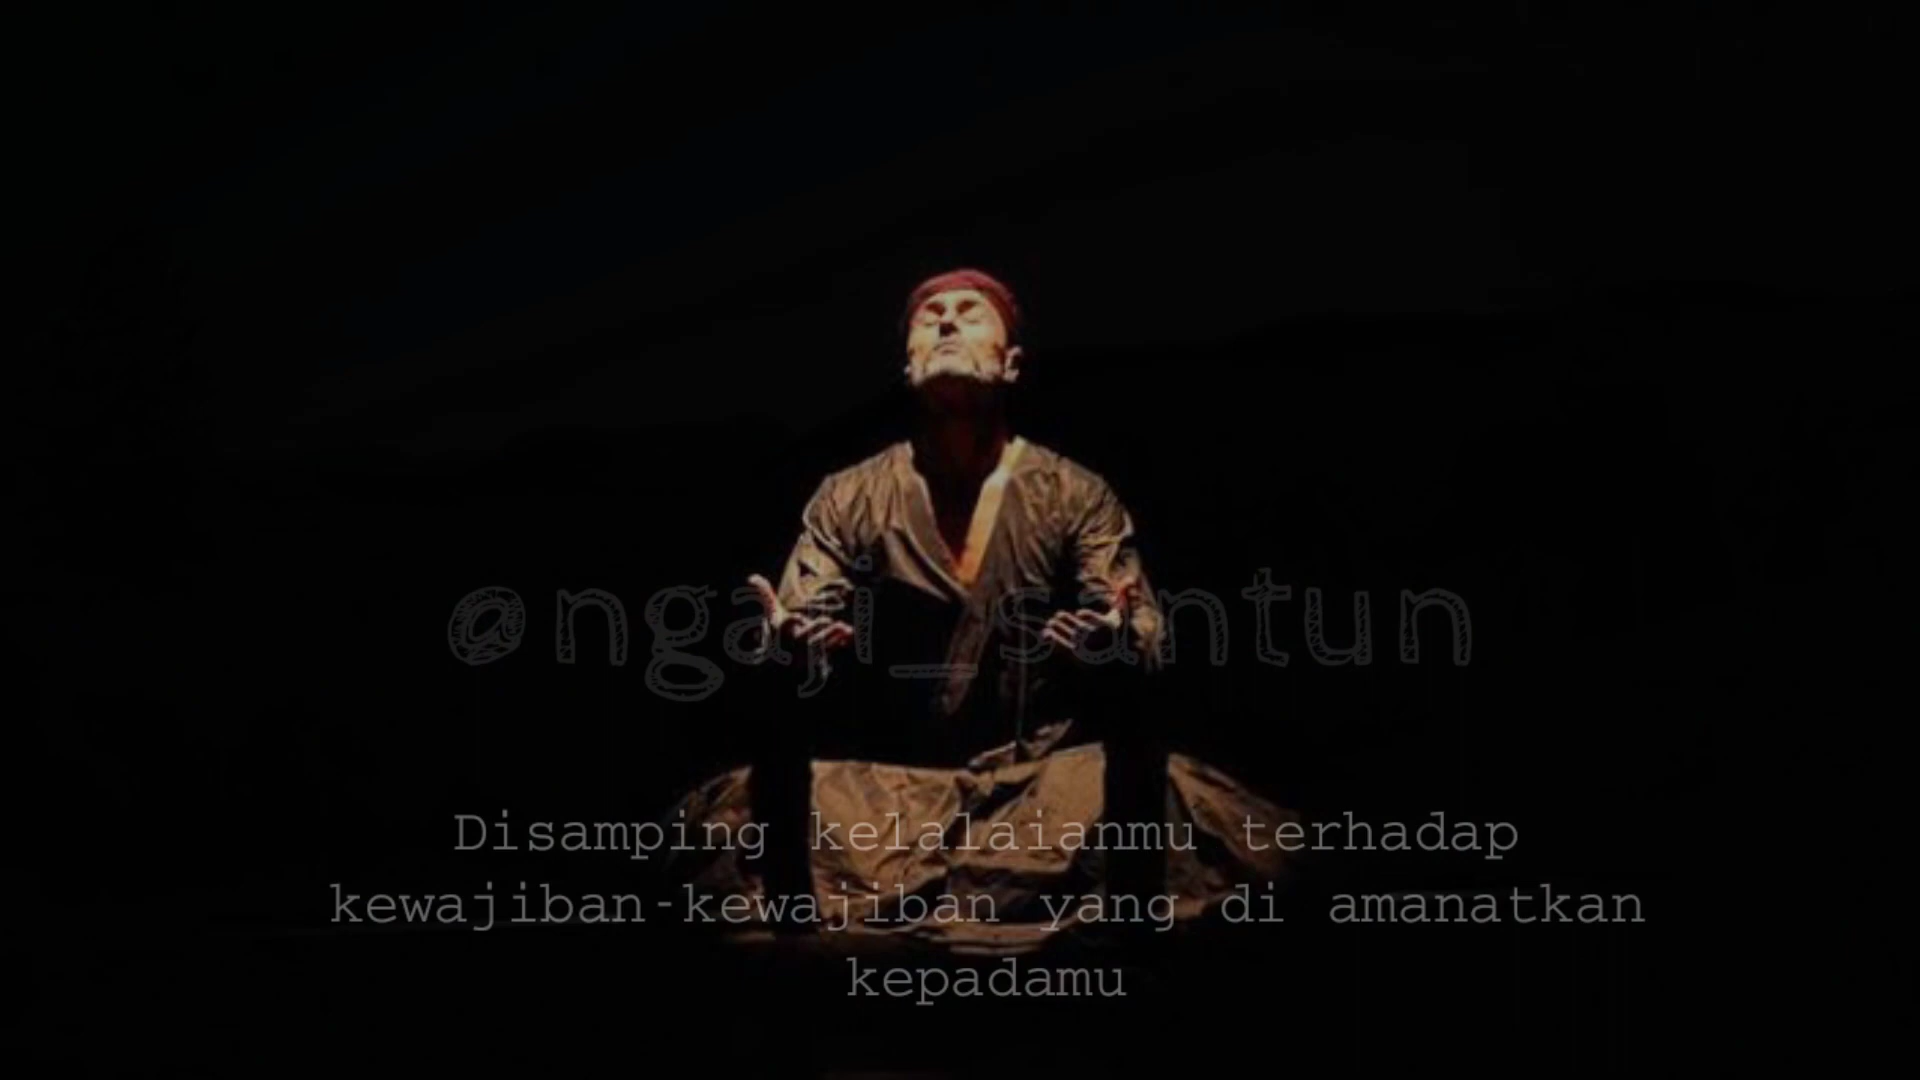 @ngaji_santun
Disamping kelalaianmu terhadap
kewajiban-kewajiban yang di amanatkan
kepadamu